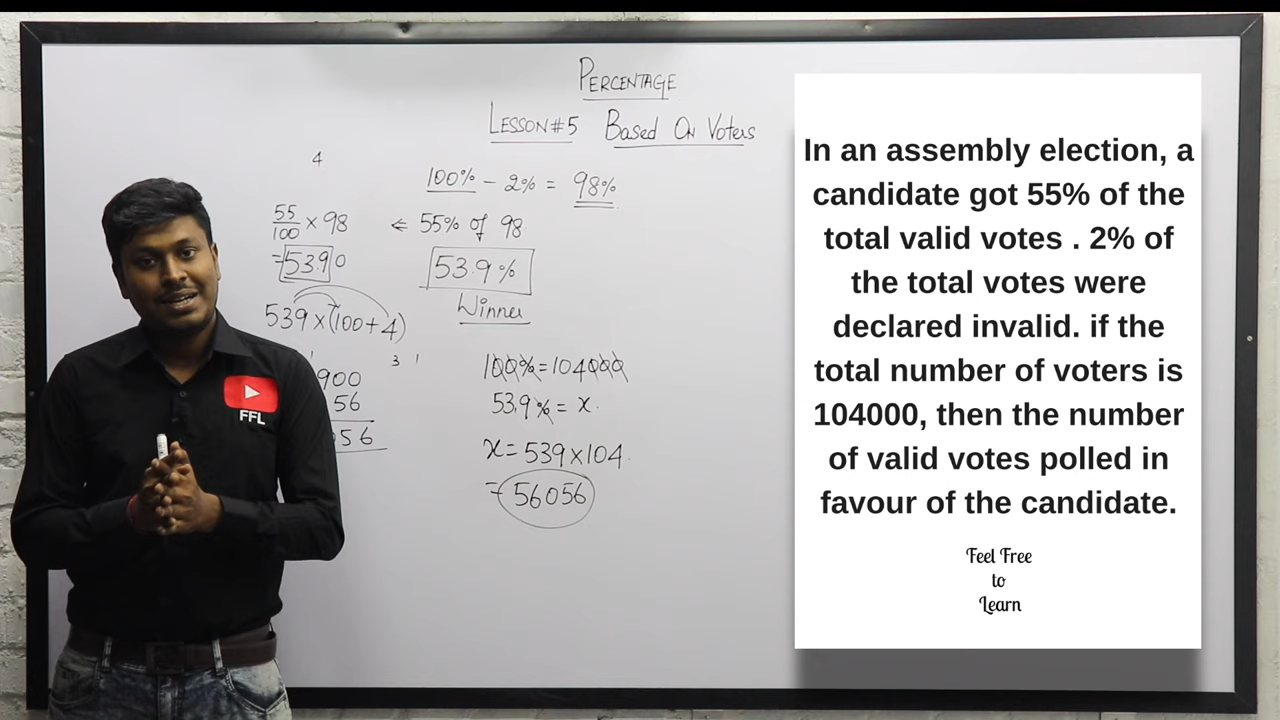 PERCENTAGE
LESSON#5 Based On Voters
4
100% - 2% = 98%
55/100 × 98 ⇐ 55% of 98
=53.90
53.9%
Winner
539×(100+4)
3 1
900
56
56
100%=104000
53.9%= x.
x= 539×104.
=56056
FFL
In an assembly election, a
candidate got 55% of the
total valid votes . 2% of
the total votes were
declared invalid. if the
total number of voters is
104000, then the number
of valid votes polled in
favour of the candidate.
Feel Free
to
Learn